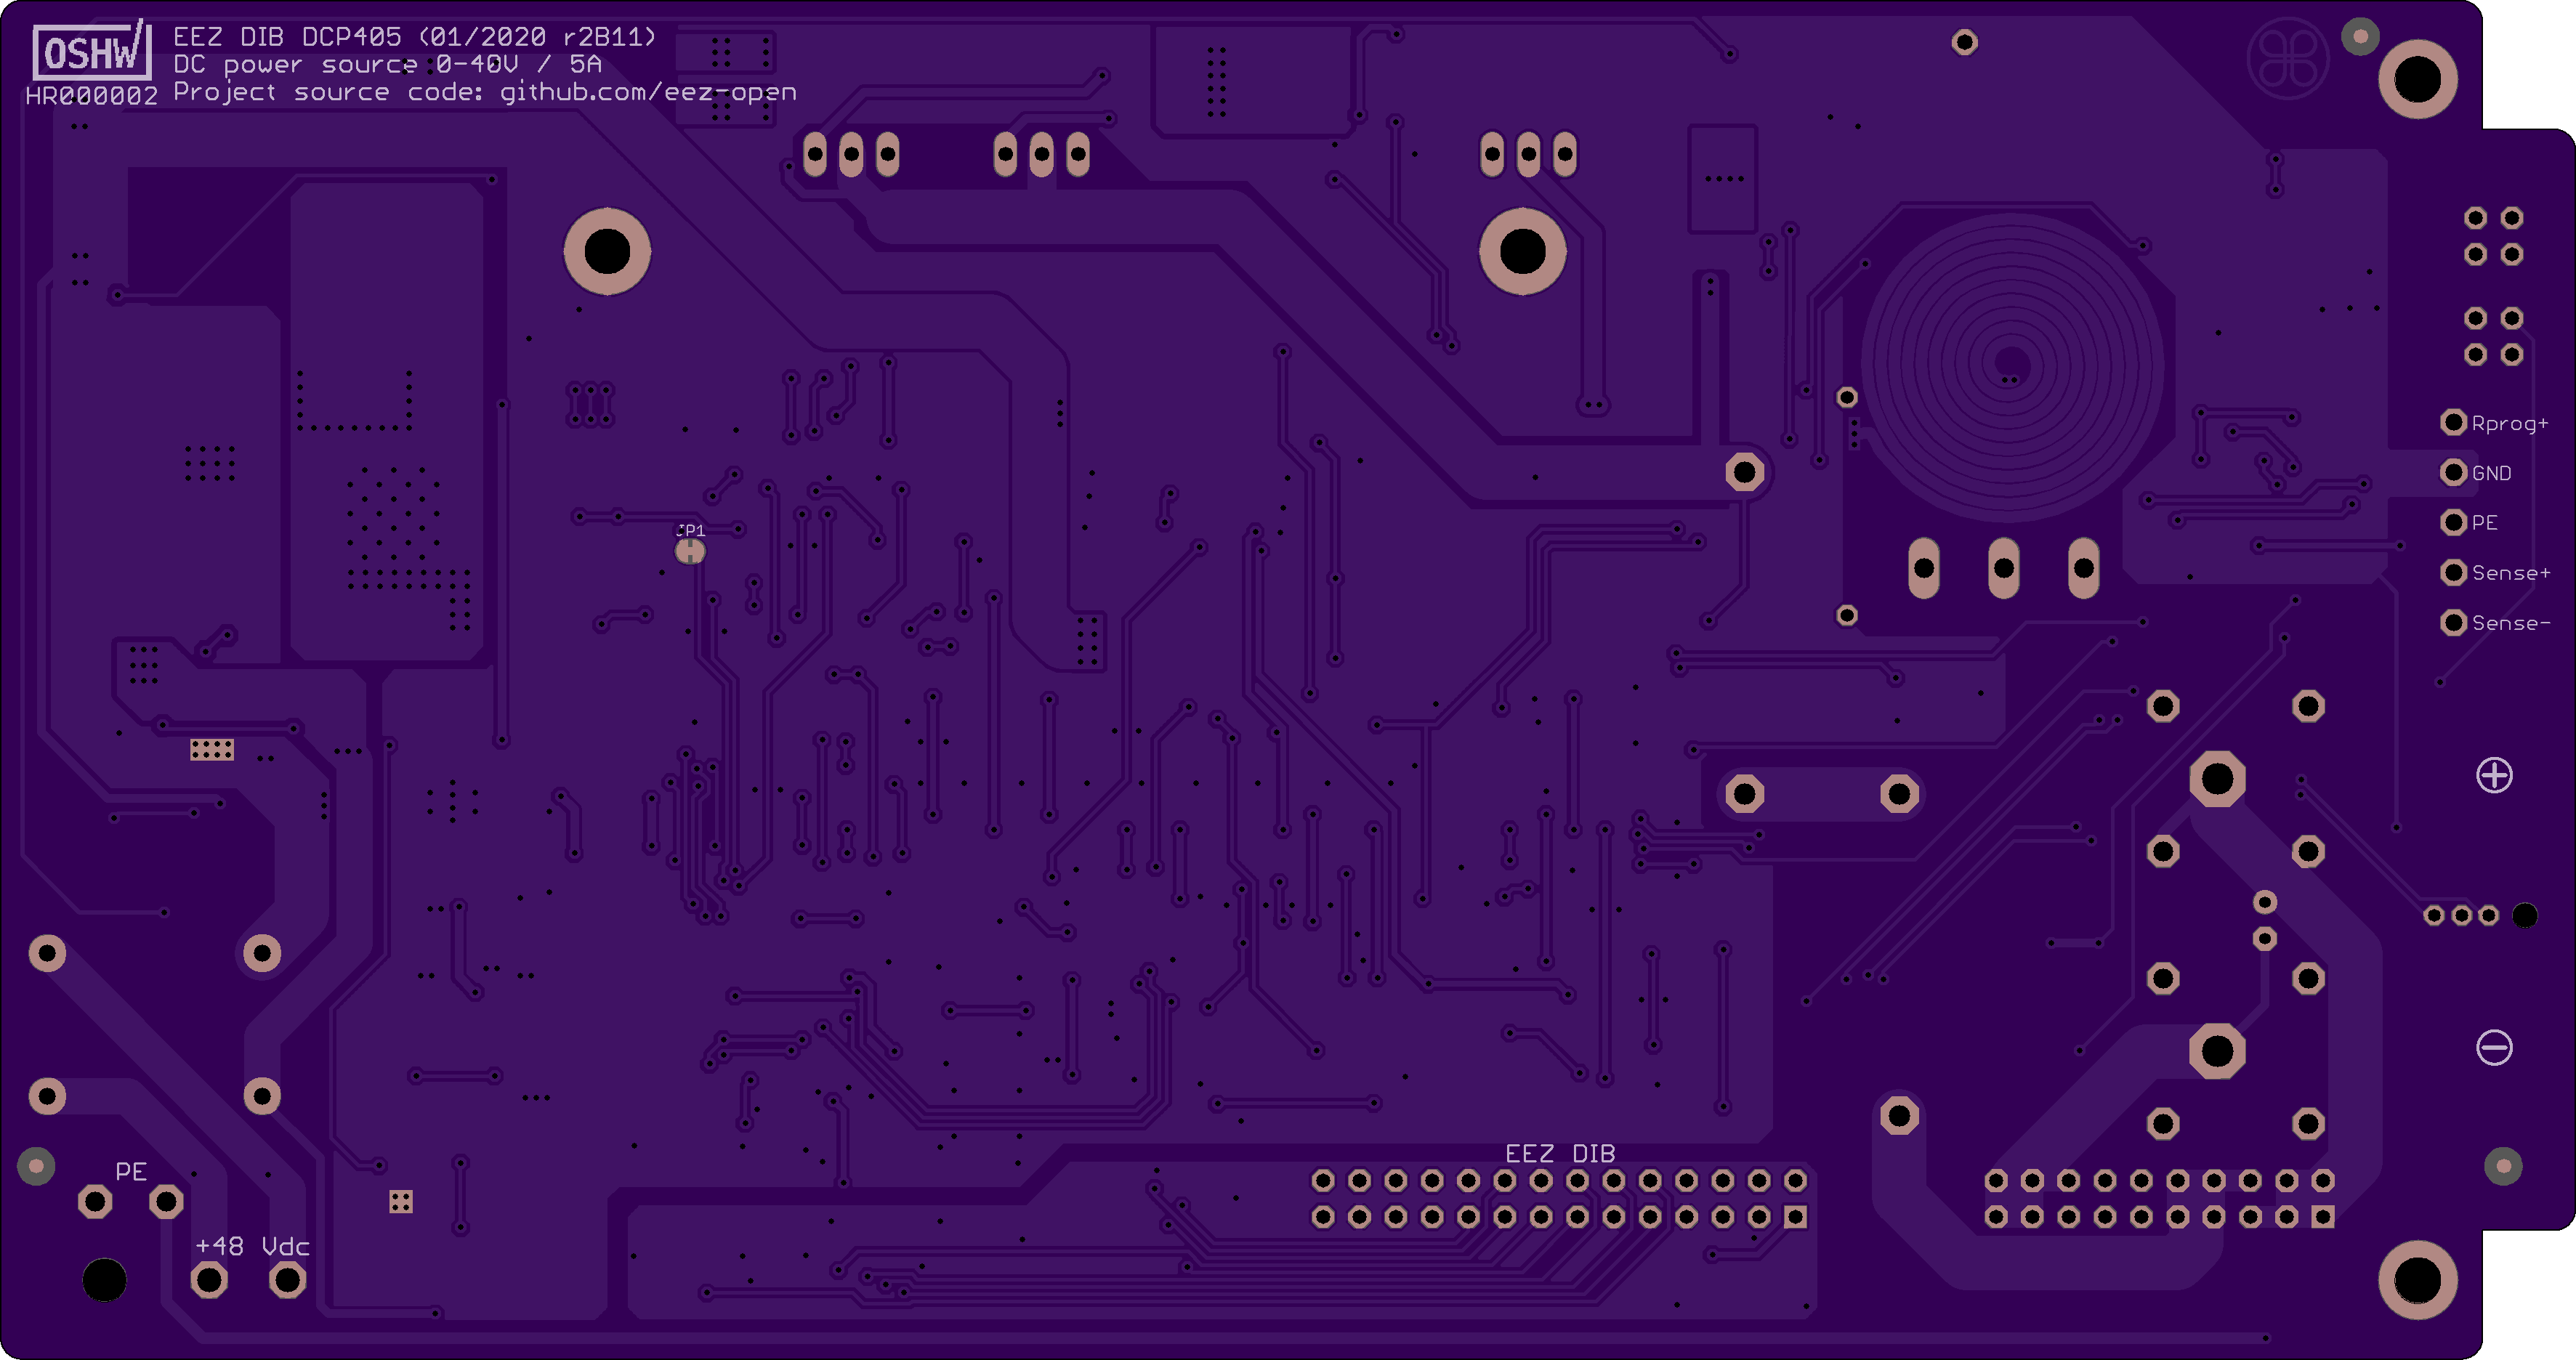 OSHW
EEZ DIB DCP405 (01/2020 r2B11)
DC power source 0-40V / 5A
HR000002 Project source code: github.com/eez-open
Rprog+
GND
PE
JP1
Sense+
Sense-
+
-
EEZ DIB
PE
+48 Vdc